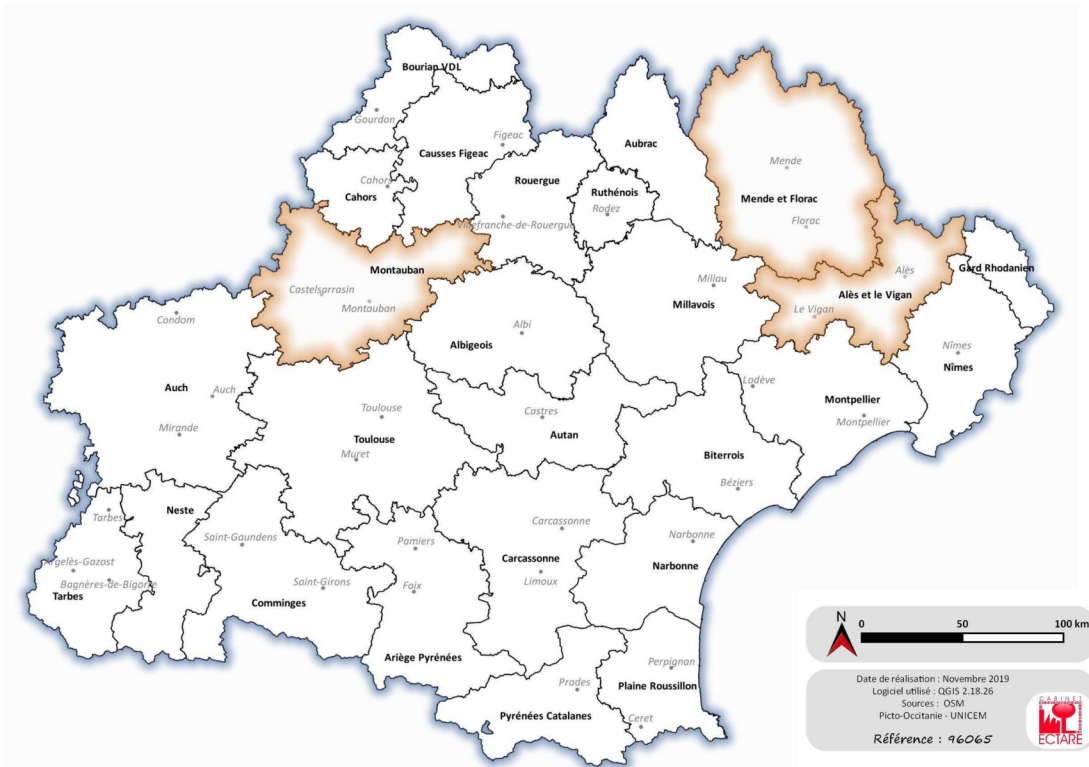 Bourian VDL
Gourdon
Figeac
Causses Figeac
Aubrac
Mende
Cahors
Cahors
Rouergue
Ruthénois
Rodez
Mende et Florac
Florac
Villefranche-de-Rouergue
Montauban
Castelsarrasin
Montauban
Millau
Millavois
Alès
Alès et le Vigan
Le Vigan
Gard Rhodanien
Condom
Albi
Albigeois
Nîmes
Nîmes
Auch
Auch
Mirande
Toulouse
Toulouse
Muret
Castres
Autan
Lodève
Montpellier
Montpellier
Biterrois
Béziers
Tarbes
Neste
Argelès-Gazost
Bagnères-de-Bigorre
Tarbes
Saint-Gaudens
Saint-Girons
Comminges
Pamiers
Foix
Ariège Pyrénées
Carcassonne
Carcassonne
Limoux
Narbonne
Narbonne
Perpignan
Plaine Roussillon
Prades
Pyrénées Catalanes
Ceret
N
0 50 100 km
Date de réalisation : Novembre 2019
Logiciel utilisé : QGIS 2.18.26
Sources : OSM
Picto-Occitanie - UNICEM
Référence : 96065
CABINET
ECTARE